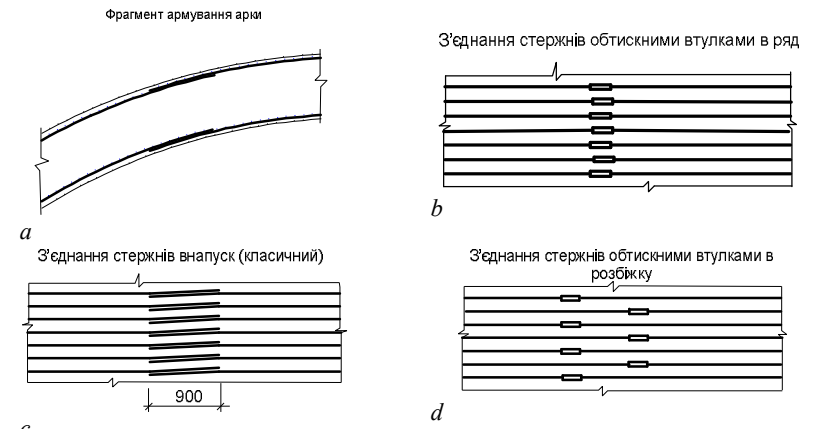 Фрагмент армування арки
З’єднання стержнів обтискними втулками в ряд
a
b
З’єднання стержнів внапуск (класичний)
900
З’єднання стержнів обтискними втулками в
розбіжку
d